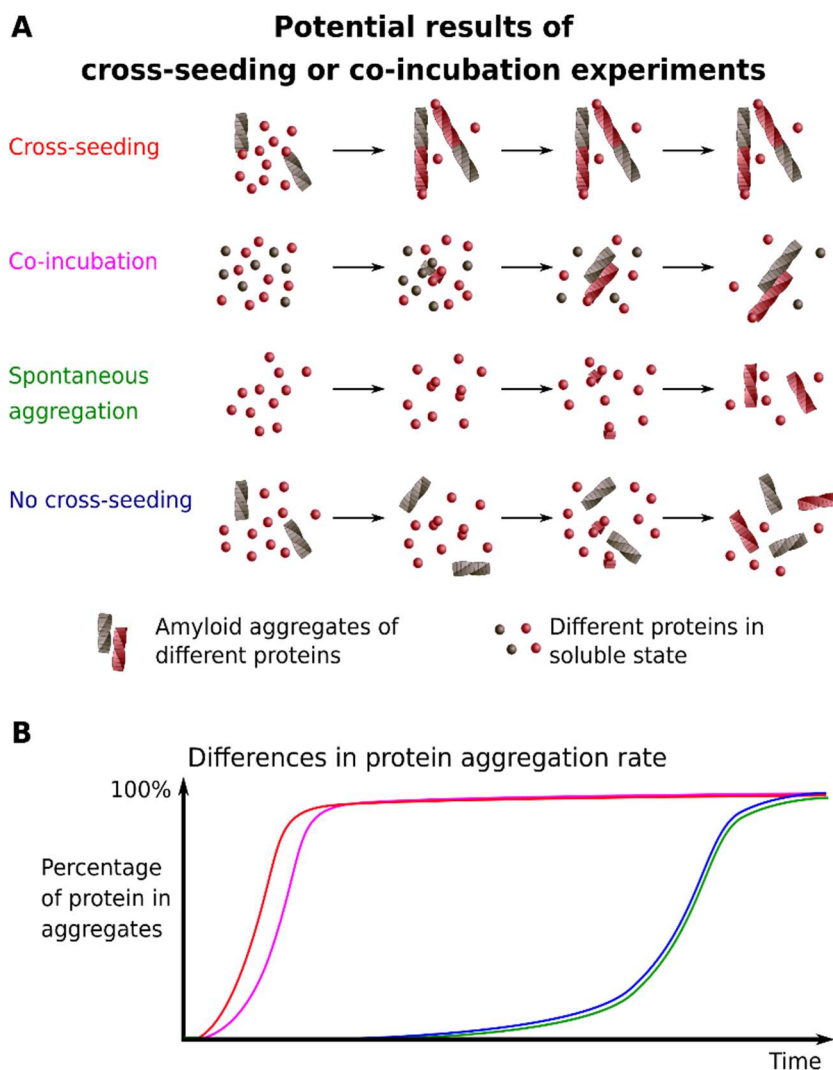 A
Potential results of
cross-seeding or co-incubation experiments
Cross-seeding
Co-incubation
Spontaneous
aggregation
No cross-seeding
Amyloid aggregates of
different proteins
Different proteins in
soluble state
B
Differences in protein aggregation rate
100%
Percentage
of protein in
aggregates
Time